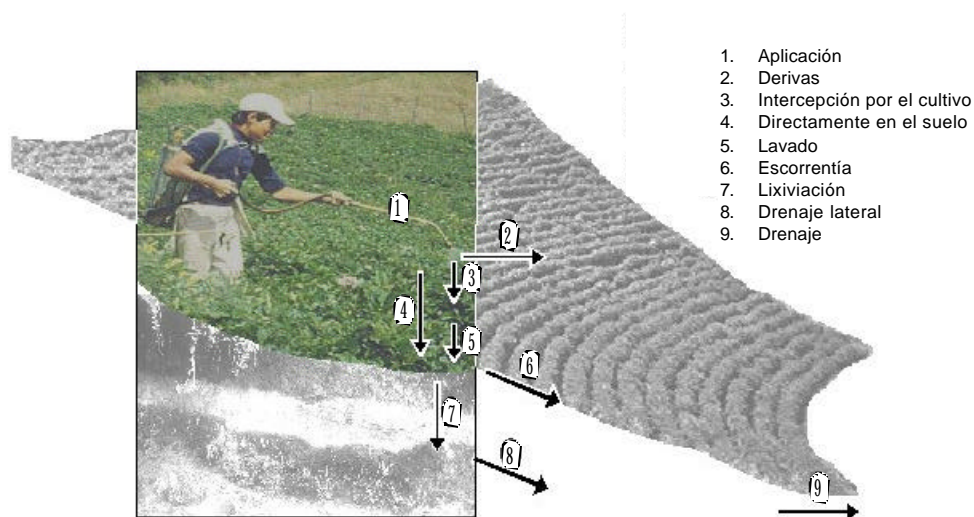 1. Aplicación
2. Derivas
3. Intercepción por el cultivo
4. Directamente en el suelo
5. Lavado
6. Escorrentía
7. Lixiviación
8. Drenaje lateral
9. Drenaje
1
2
3
4
5
6
7
8
9